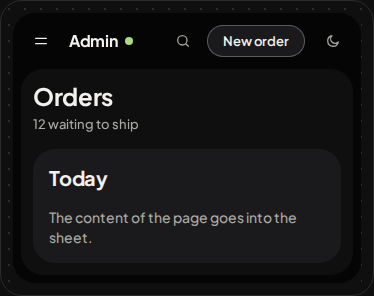 Admin
New order
Orders
12 waiting to ship
Today
The content of the page goes into the
sheet.